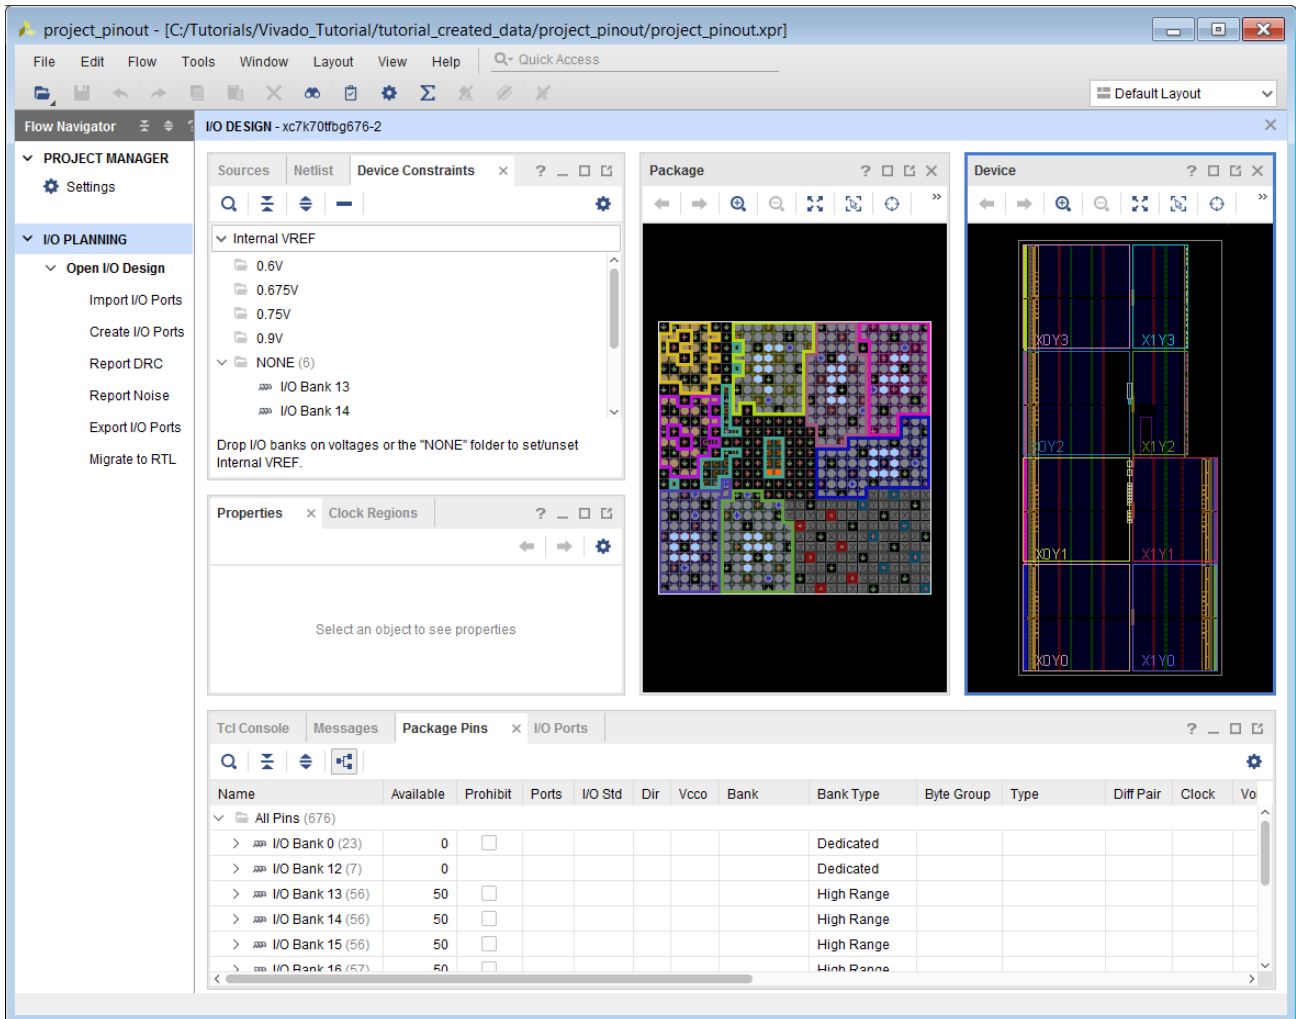 project_pinout - [C:/Tutorials/Vivado_Tutorial/tutorial_created_data/project_pinout/project_pinout.xpr]
File Edit Flow Tools Window Layout View Help Quick Access
Default Layout
Flow Navigator
I/O DESIGN - xc7k70tfbg676-2
PROJECT MANAGER
Settings
I/O PLANNING
Open I/O Design
Import I/O Ports
Create I/O Ports
Report DRC
Report Noise
Export I/O Ports
Migrate to RTL
Sources Netlist Device Constraints
Internal VREF
0.6V
0.675V
0.75V
0.9V
NONE (6)
I/O Bank 13
I/O Bank 14
Drop I/O banks on voltages or the "NONE" folder to set/unset
Internal VREF.
Properties Clock Regions
Select an object to see properties
Package
Device
X0Y3 X1Y3
X0Y2 X1Y2
X0Y1 X1Y1
X0Y0 X1Y0
Tcl Console Messages Package Pins I/O Ports
Name Available Prohibit Ports I/O Std Dir Vcco Bank Bank Type Byte Group Type Diff Pair Clock Vo
All Pins (676)
I/O Bank 0 (23) 0 Dedicated
I/O Bank 12 (7) 0 Dedicated
I/O Bank 13 (56) 50 High Range
I/O Bank 14 (56) 50 High Range
I/O Bank 15 (56) 50 High Range
I/O Bank 16 (57) 50 High Range